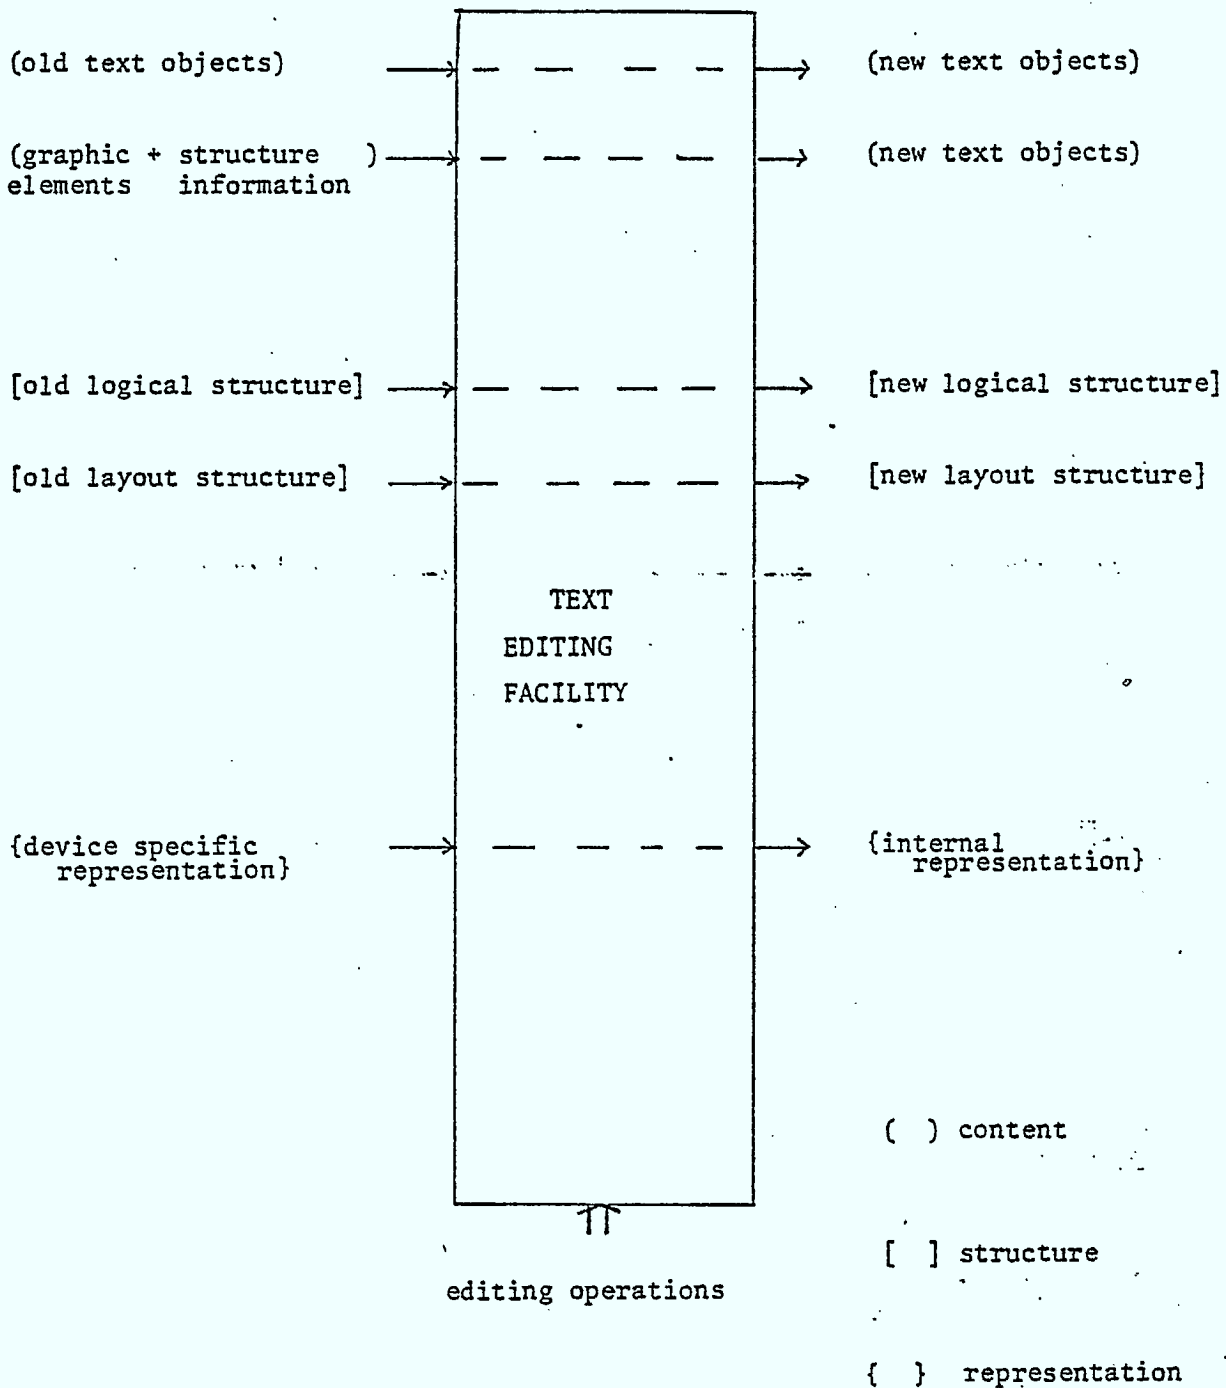 (old text objects) (new text objects)
(graphic + structure ) (new text objects)
elements information
[old logical structure] [new logical structure]
[old layout structure] [new layout structure]
TEXT
EDITING
FACILITY
{device specific {internal
representation} representation}
( ) content
[ ] structure
editing operations
{ } representation